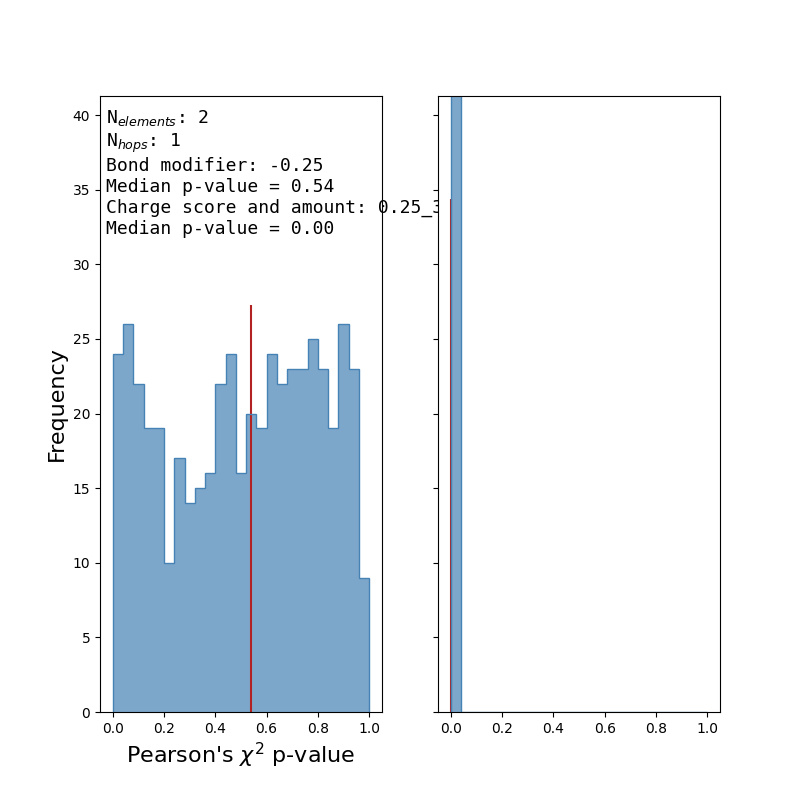 N_elements: 2
N_hops: 1
Bond modifier: -0.25
Median p-value = 0.54
Charge score and amount: 0.25_3
Median p-value = 0.00
40
35
30
25
20
15
10
5
0
Frequency
0.0 0.2 0.4 0.6 0.8 1.0
0.0 0.2 0.4 0.6 0.8 1.0
Pearson's χ² p-value